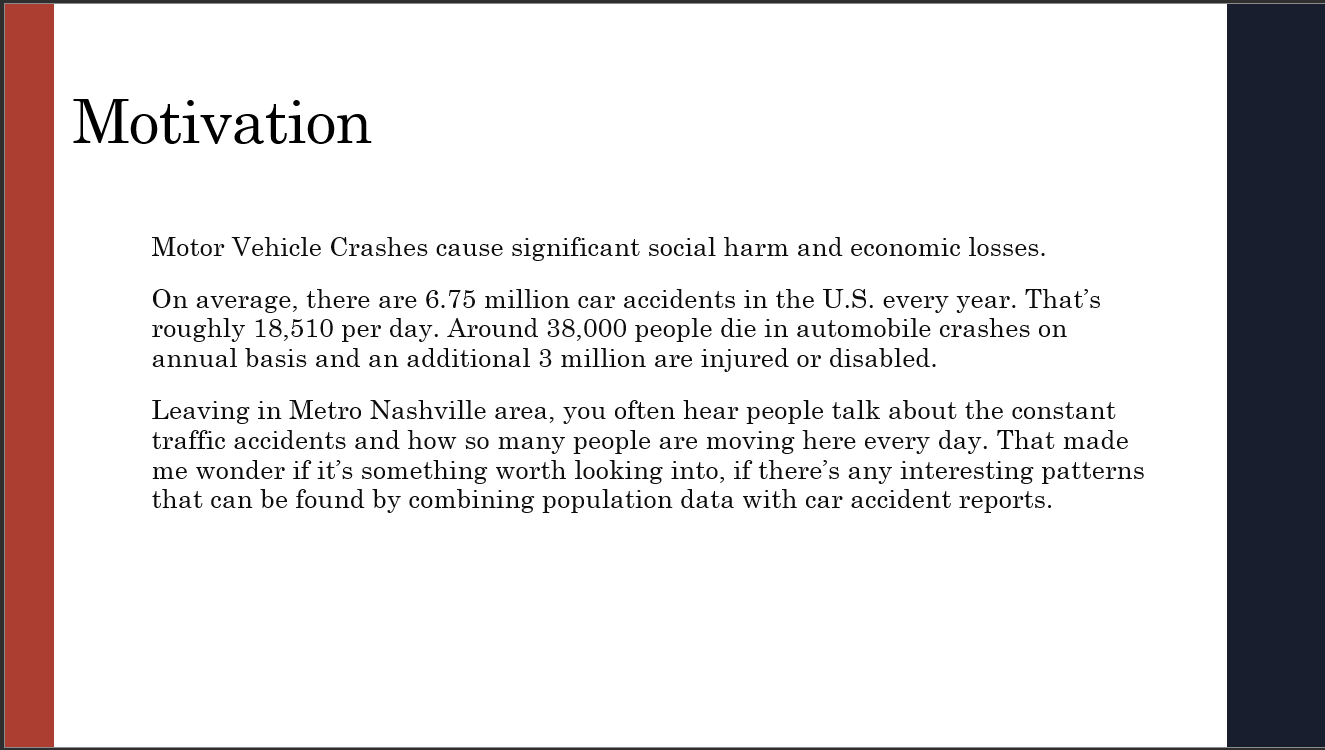 Motivation
Motor Vehicle Crashes cause significant social harm and economic losses.
On average, there are 6.75 million car accidents in the U.S. every year. That’s
roughly 18,510 per day. Around 38,000 people die in automobile crashes on
annual basis and an additional 3 million are injured or disabled.
Leaving in Metro Nashville area, you often hear people talk about the constant
traffic accidents and how so many people are moving here every day. That made
me wonder if it’s something worth looking into, if there’s any interesting patterns
that can be found by combining population data with car accident reports.